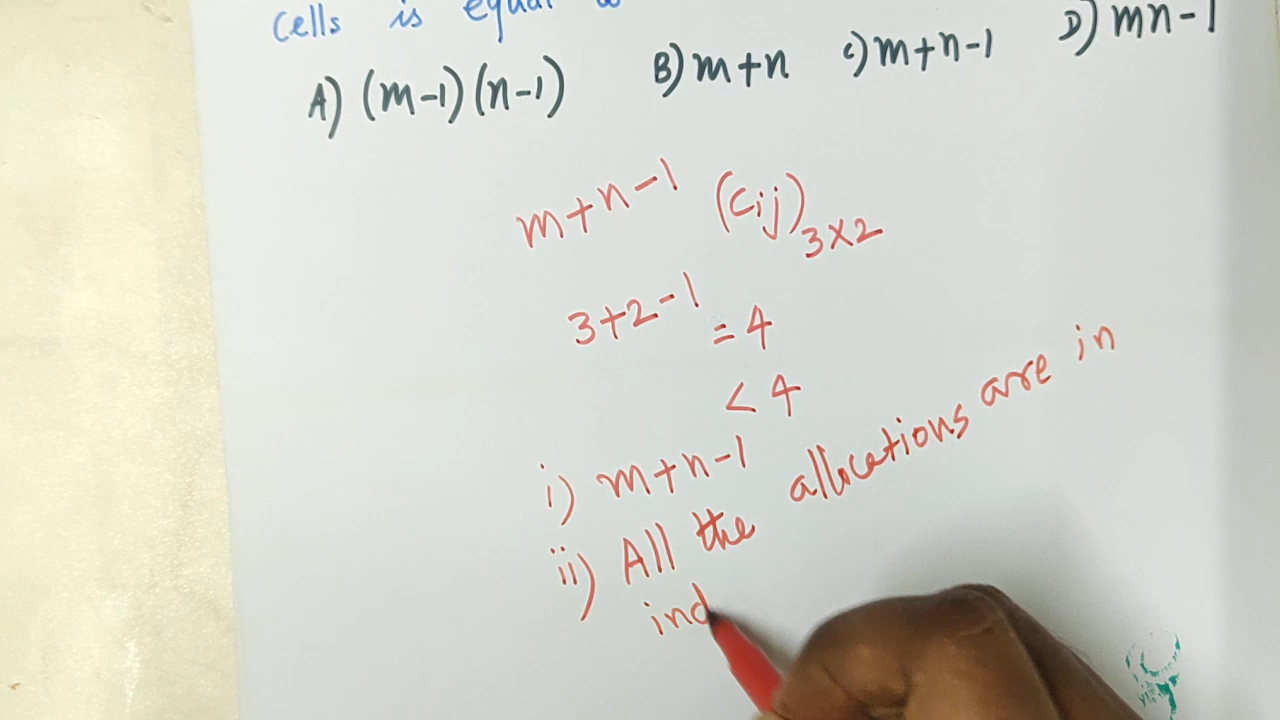 cells is equal
A) (m-1)(n-1) B) m+n c) m+n-1 D) mn-1
m+n-1 (Cij)3x2
3+2-1 = 4
< 4
i) m+n-1
ii) All the allocations are in
ind